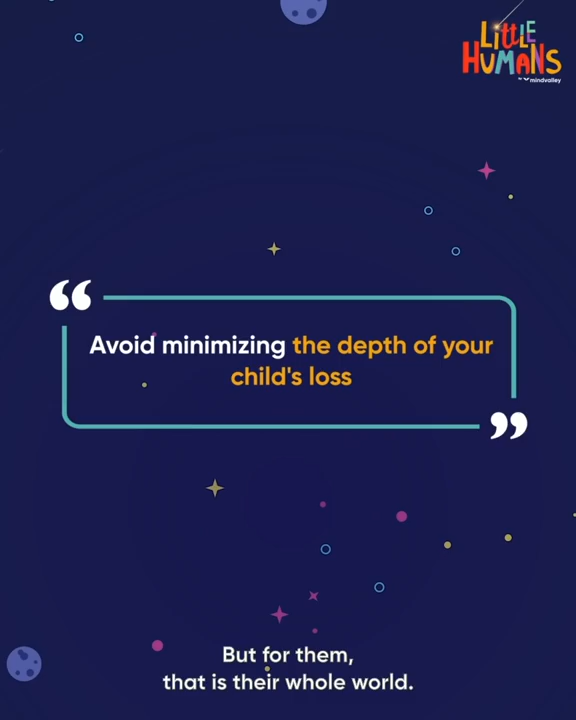 LittLE
HUMANS
by mindvalley
“
Avoid minimizing the depth of your
child's loss
”
But for them,
that is their whole world.